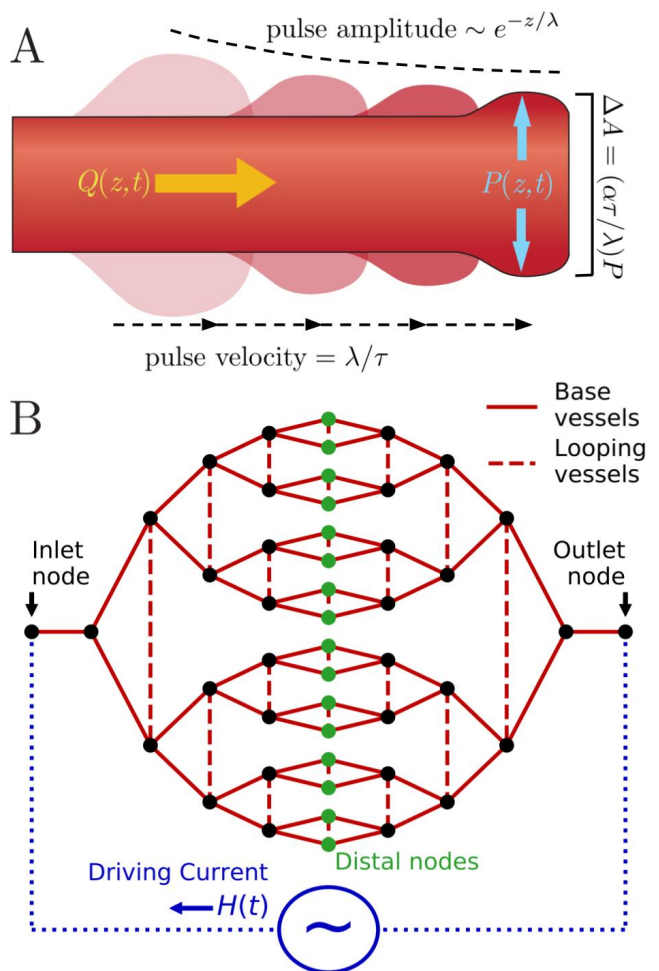 pulse amplitude ∼ e^{−z/λ}
A
Q(z,t)
P(z,t)
ΔA = (ατ/λ)P
pulse velocity = λ/τ
B
Base
vessels
Looping
vessels
Inlet
node
Outlet
node
Distal nodes
Driving Current
H(t)
~